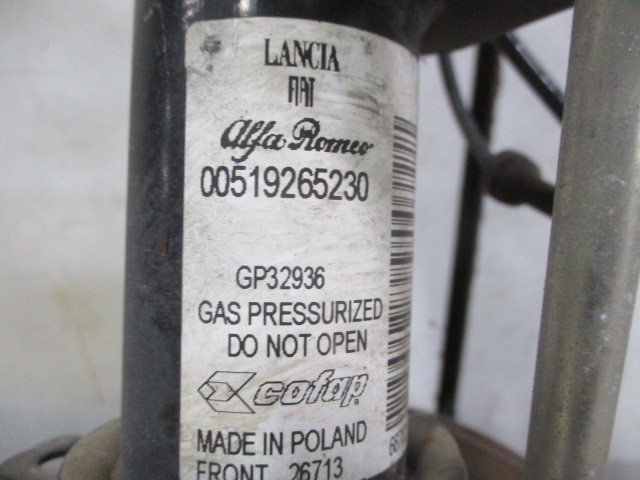 LANCIA
FIAT
Alfa Romeo
00519265230
GP32936
GAS PRESSURIZED
DO NOT OPEN
cofap
MADE IN POLAND
FRONT 26713